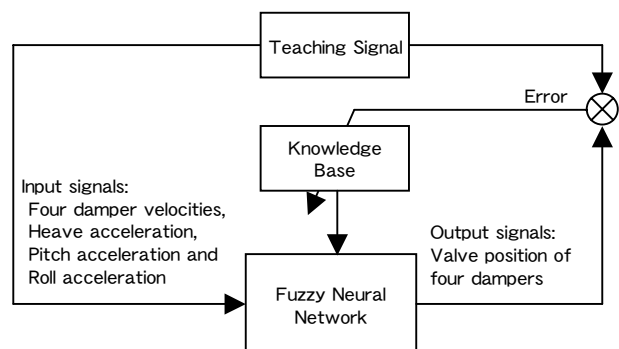 Teaching Signal
Error
Knowledge
Base
Input signals:
Four damper velocities,
Heave acceleration,
Pitch acceleration and
Roll acceleration
Output signals:
Valve position of
four dampers
Fuzzy Neural
Network